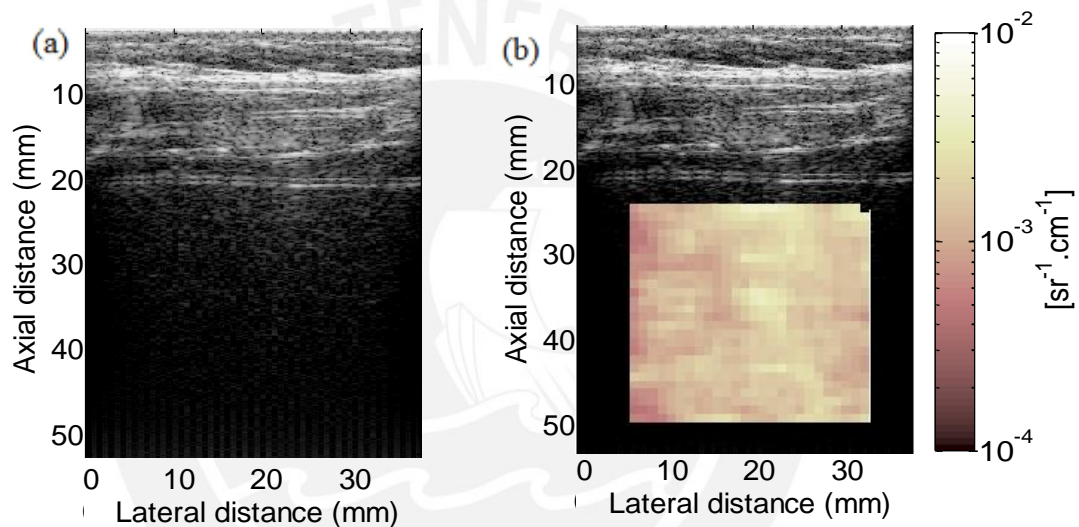 (a)
10
20
30
40
50
Axial distance (mm)
0 10 20 30
Lateral distance (mm)
(b)
10
20
30
40
50
Axial distance (mm)
0 10 20 30
Lateral distance (mm)
10⁻²
10⁻³
10⁻⁴
[sr⁻¹.cm⁻¹]
TENE